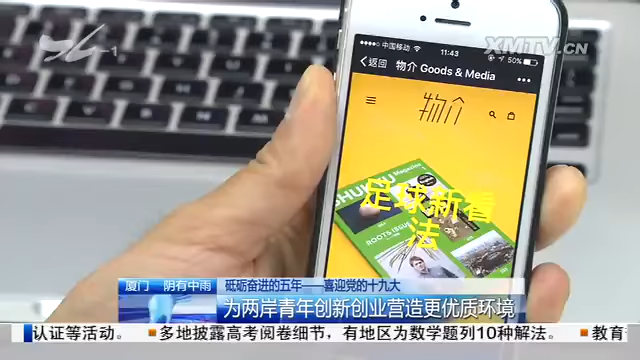 XMTV.CN
中国移动
11:43
50%
返回
物介 Goods & Media
物介
SHUKYU Magazine
足球新看
法
ROOTS ISSUE
厦门 阴有中雨
砥砺奋进的五年——喜迎党的十九大
为两岸青年创新创业营造更优质环境
认证等活动。 ■多地披露高考阅卷细节，有地区为数学题列10种解法。 ■教育